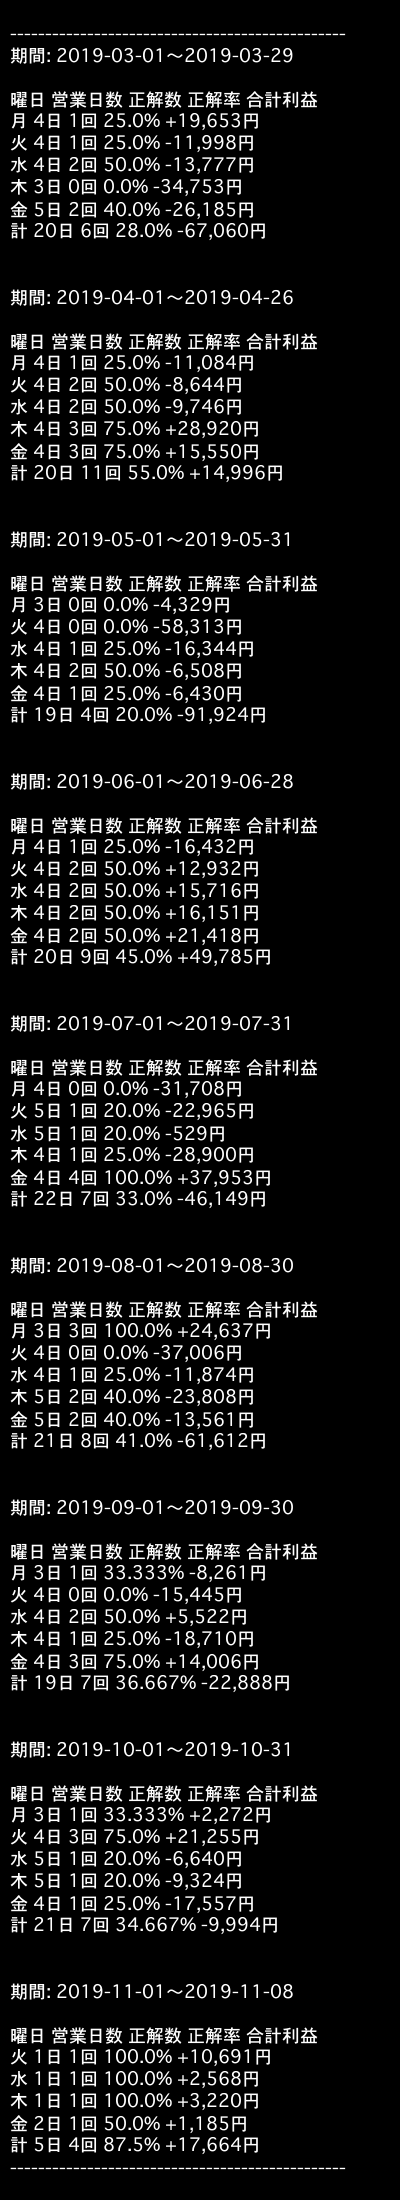 ------------------------------------------------
期間: 2019-03-01〜2019-03-29
曜日 営業日数 正解数 正解率 合計利益
月 4日 1回 25.0% +19,653円
火 4日 1回 25.0% -11,998円
水 4日 2回 50.0% -13,777円
木 3日 0回 0.0% -34,753円
金 5日 2回 40.0% -26,185円
計 20日 6回 28.0% -67,060円
期間: 2019-04-01〜2019-04-26
曜日 営業日数 正解数 正解率 合計利益
月 4日 1回 25.0% -11,084円
火 4日 2回 50.0% -8,644円
水 4日 2回 50.0% -9,746円
木 4日 3回 75.0% +28,920円
金 4日 3回 75.0% +15,550円
計 20日 11回 55.0% +14,996円
期間: 2019-05-01〜2019-05-31
曜日 営業日数 正解数 正解率 合計利益
月 3日 0回 0.0% -4,329円
火 4日 0回 0.0% -58,313円
水 4日 1回 25.0% -16,344円
木 4日 2回 50.0% -6,508円
金 4日 1回 25.0% -6,430円
計 19日 4回 20.0% -91,924円
期間: 2019-06-01〜2019-06-28
曜日 営業日数 正解数 正解率 合計利益
月 4日 1回 25.0% -16,432円
火 4日 2回 50.0% +12,932円
水 4日 2回 50.0% +15,716円
木 4日 2回 50.0% +16,151円
金 4日 2回 50.0% +21,418円
計 20日 9回 45.0% +49,785円
期間: 2019-07-01〜2019-07-31
曜日 営業日数 正解数 正解率 合計利益
月 4日 0回 0.0% -31,708円
火 5日 1回 20.0% -22,965円
水 5日 1回 20.0% -529円
木 4日 1回 25.0% -28,900円
金 4日 4回 100.0% +37,953円
計 22日 7回 33.0% -46,149円
期間: 2019-08-01〜2019-08-30
曜日 営業日数 正解数 正解率 合計利益
月 3日 3回 100.0% +24,637円
火 4日 0回 0.0% -37,006円
水 4日 1回 25.0% -11,874円
木 5日 2回 40.0% -23,808円
金 5日 2回 40.0% -13,561円
計 21日 8回 41.0% -61,612円
期間: 2019-09-01〜2019-09-30
曜日 営業日数 正解数 正解率 合計利益
月 3日 1回 33.333% -8,261円
火 4日 0回 0.0% -15,445円
水 4日 2回 50.0% +5,522円
木 4日 1回 25.0% -18,710円
金 4日 3回 75.0% +14,006円
計 19日 7回 36.667% -22,888円
期間: 2019-10-01〜2019-10-31
曜日 営業日数 正解数 正解率 合計利益
月 3日 1回 33.333% +2,272円
火 4日 3回 75.0% +21,255円
水 5日 1回 20.0% -6,640円
木 5日 1回 20.0% -9,324円
金 4日 1回 25.0% -17,557円
計 21日 7回 34.667% -9,994円
期間: 2019-11-01〜2019-11-08
曜日 営業日数 正解数 正解率 合計利益
火 1日 1回 100.0% +10,691円
水 1日 1回 100.0% +2,568円
木 1日 1回 100.0% +3,220円
金 2日 1回 50.0% +1,185円
計 5日 4回 87.5% +17,664円
------------------------------------------------